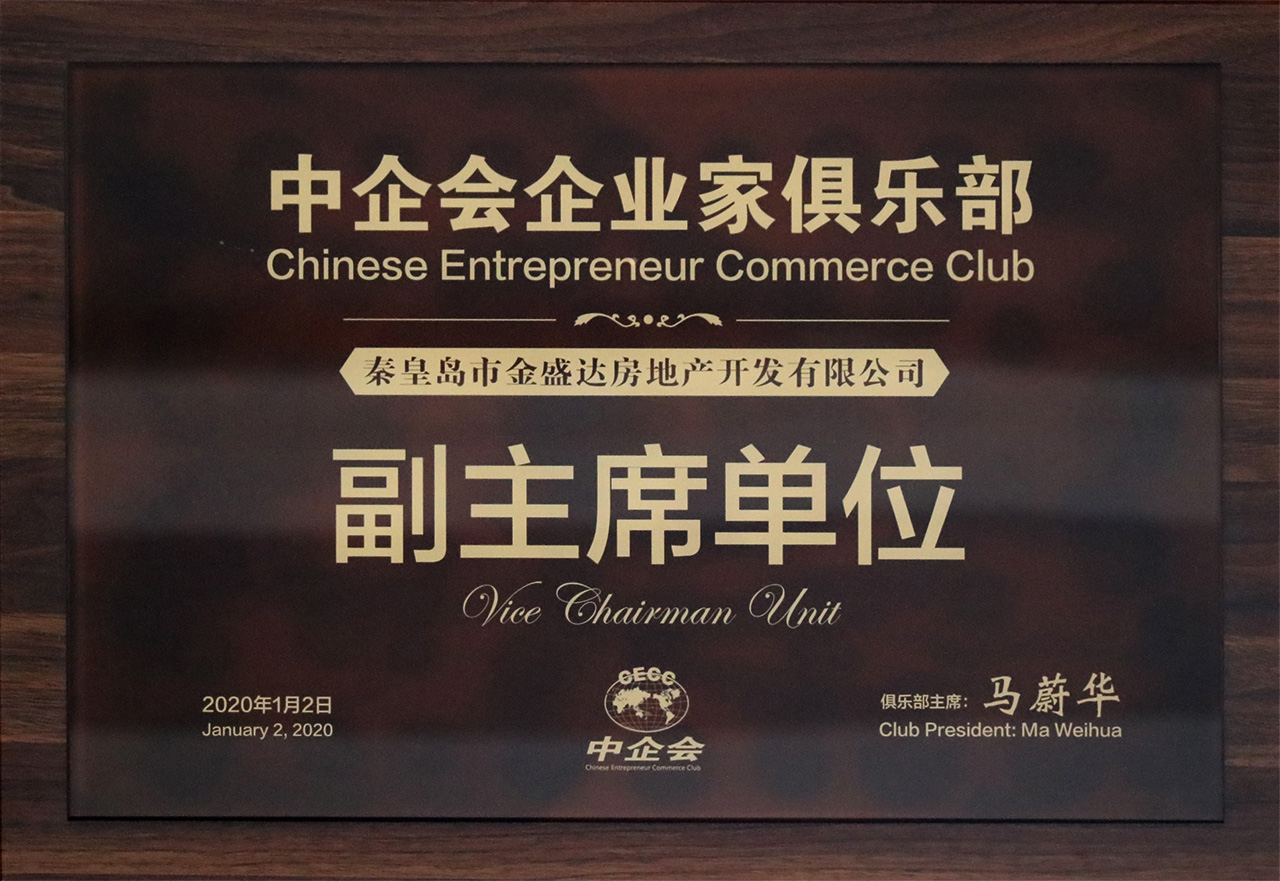 中企会企业家俱乐部
Chinese Entrepreneur Commerce Club
秦皇岛市金盛达房地产开发有限公司
副主席单位
Vice Chairman Unit
2020年1月2日
January 2, 2020
CECC
中企会
Chinese Entrepreneur Commerce Club
俱乐部主席：马蔚华
Club President: Ma Weihua